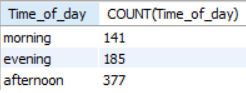 Time_of_day COUNT(Time_of_day)
morning 141
evening 185
afternoon 377